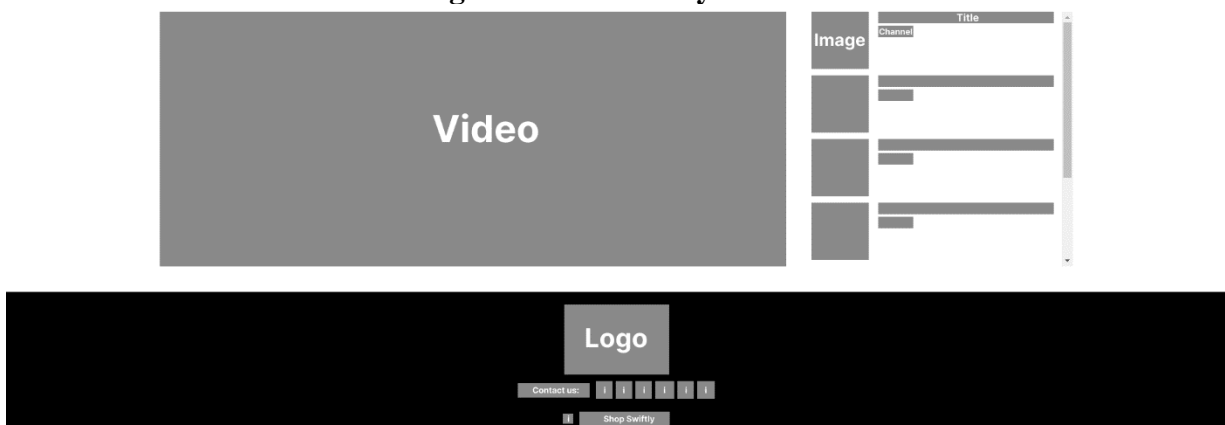 Title
Image
Channel
Video
Logo
Contact us: i i i i i i
i Shop Swiftly